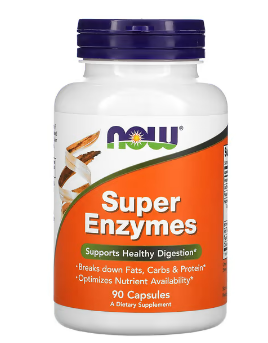 now
Super
Enzymes
Supports Healthy Digestion*
• Breaks down Fats, Carbs & Protein*
• Optimizes Nutrient Availability*
90 Capsules
A Dietary Supplement